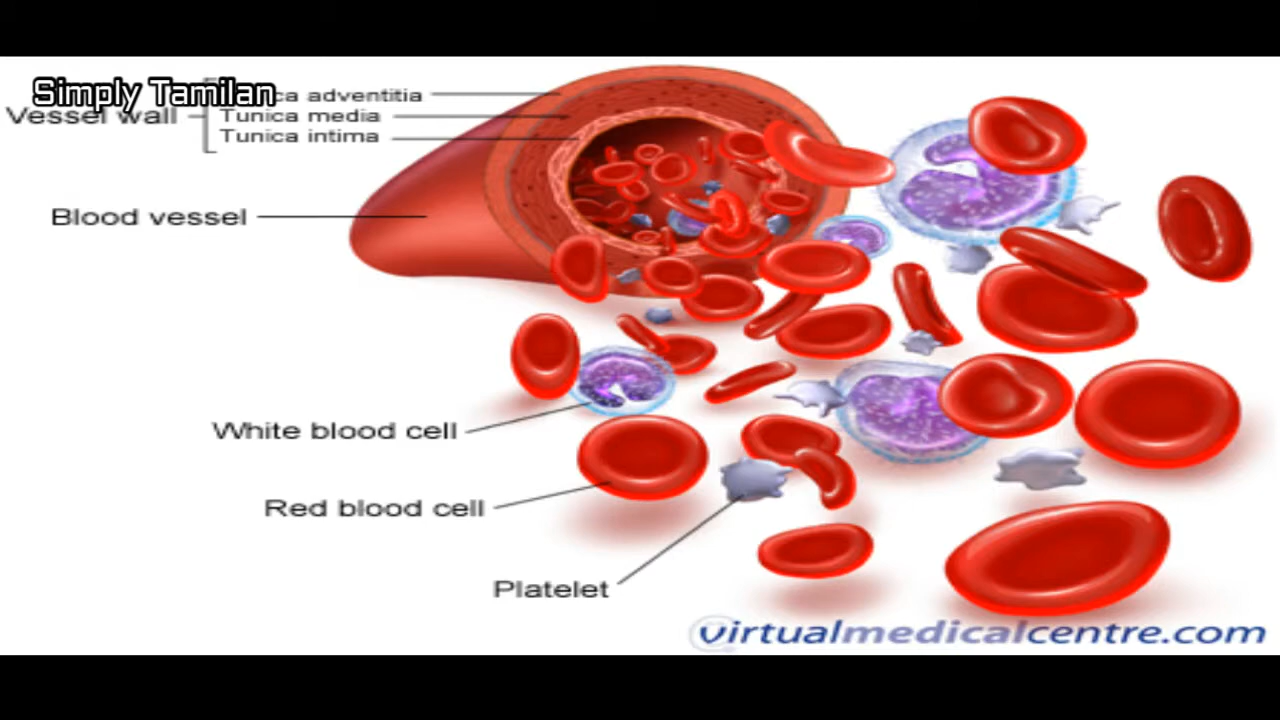 Simply Tamilan
adventitia
Vessel wall
Tunica media
Tunica intima
Blood vessel
White blood cell
Red blood cell
Platelet
virtualmedicalcentre.com